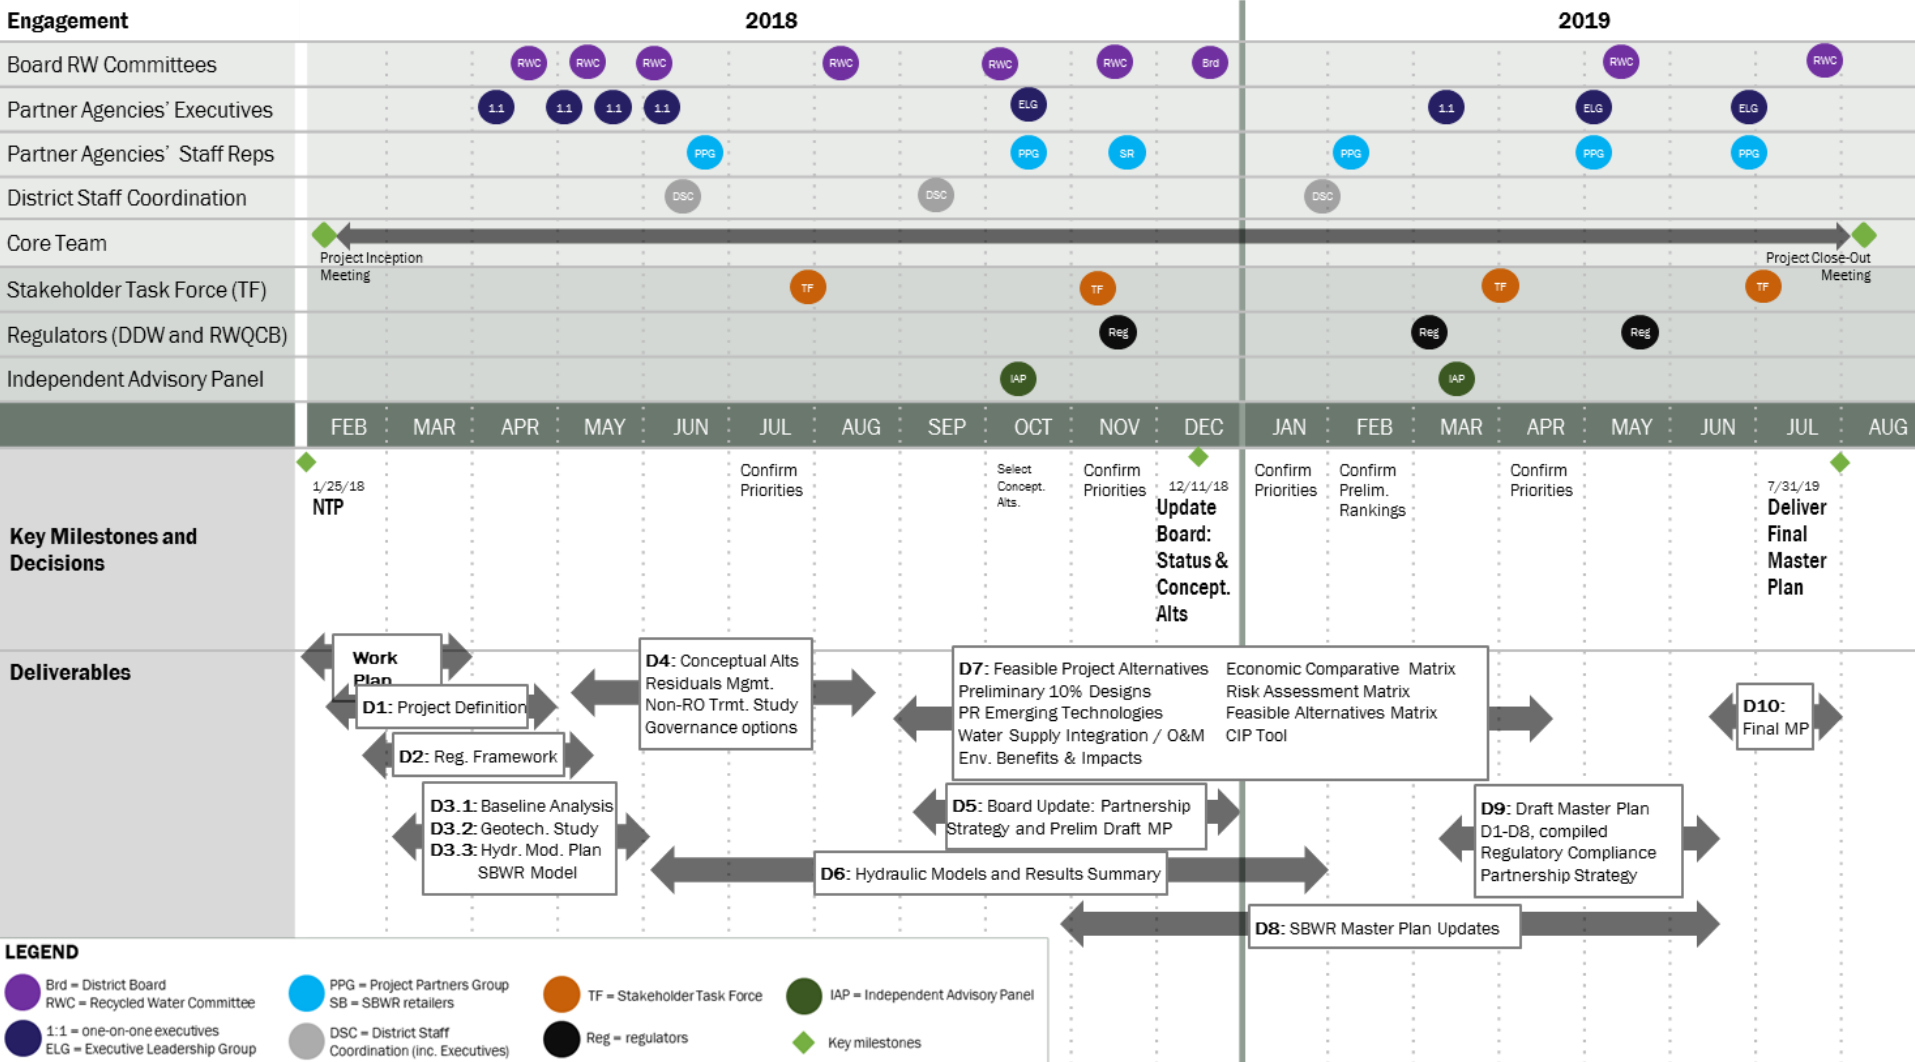 Engagement
2018
2019
Board RW Committees
RWC
RWC
RWC
RWC
RWC
RWC
Brd
RWC
RWC
Partner Agencies' Executives
1.1
1.1
1.1
1.1
ELG
1.1
ELG
ELG
Partner Agencies' Staff Reps
PPG
PPG
SR
PPG
PPG
PPG
District Staff Coordination
DSC
DSC
DSC
Core Team
Project Inception
Meeting
Project Close-Out
Meeting
Stakeholder Task Force (TF)
TF
TF
TF
TF
Regulators (DDW and RWQCB)
Reg
Reg
Reg
Independent Advisory Panel
IAP
IAP
FEB MAR APR MAY JUN JUL AUG SEP OCT NOV DEC JAN FEB MAR APR MAY JUN JUL AUG
Key Milestones and
Decisions
1/25/18
NTP
Confirm
Priorities
Select
Concept.
Alts.
Confirm
Priorities
12/11/18
Update
Board:
Status &
Concept.
Alts
Confirm
Priorities
Confirm
Prelim.
Rankings
Confirm
Priorities
7/31/19
Deliver
Final
Master
Plan
Deliverables
Work
Plan
D1: Project Definition
D2: Reg. Framework
D3.1: Baseline Analysis
D3.2: Geotech. Study
D3.3: Hydr. Mod. Plan
SBWR Model
D4: Conceptual Alts
Residuals Mgmt.
Non-RO Trmt. Study
Governance options
D7: Feasible Project Alternatives
Preliminary 10% Designs
PR Emerging Technologies
Water Supply Integration / O&M
Env. Benefits & Impacts
Economic Comparative Matrix
Risk Assessment Matrix
Feasible Alternatives Matrix
CIP Tool
D5: Board Update: Partnership
Strategy and Prelim Draft MP
D6: Hydraulic Models and Results Summary
D8: SBWR Master Plan Updates
D9: Draft Master Plan
D1-D8, compiled
Regulatory Compliance
Partnership Strategy
D10:
Final MP
LEGEND
Brd = District Board
RWC = Recycled Water Committee
1:1 = one-on-one executives
ELG = Executive Leadership Group
PPG = Project Partners Group
SB = SBWR retailers
DSC = District Staff
Coordination (inc. Executives)
TF = Stakeholder Task Force
Reg = regulators
IAP = Independent Advisory Panel
Key milestones